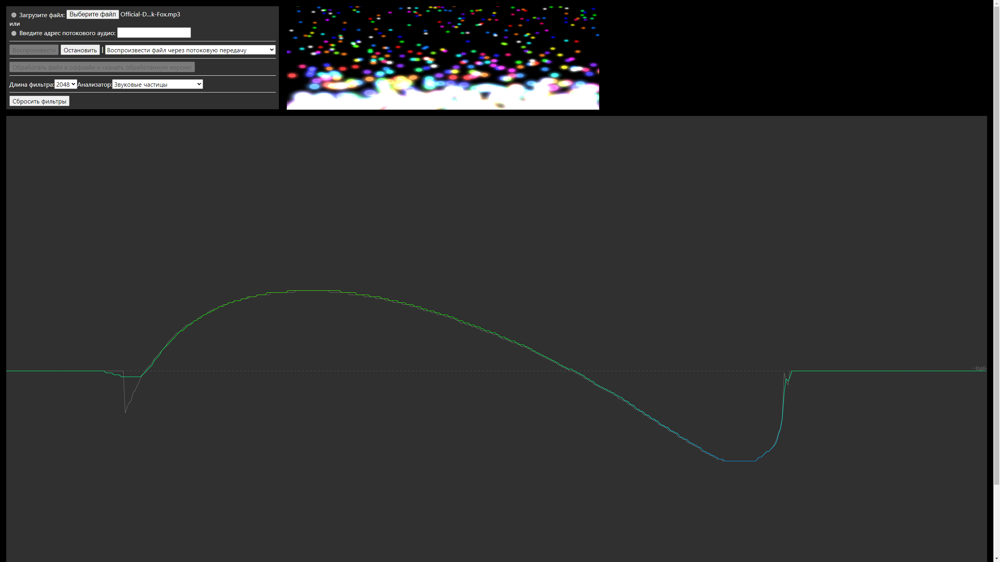 Загрузите файл: Выберите файл Official-D...k-Fox.mp3
или
Введите адрес потокового аудио:
Воспроизвести Остановить | Воспроизвести файл через потоковую передачу
Обработать файл в оффлайн и скачать обработанную версию
Длина фильтра: 2048 Анализатор: Звуковые частицы
Сбросить фильтры
−0дБ